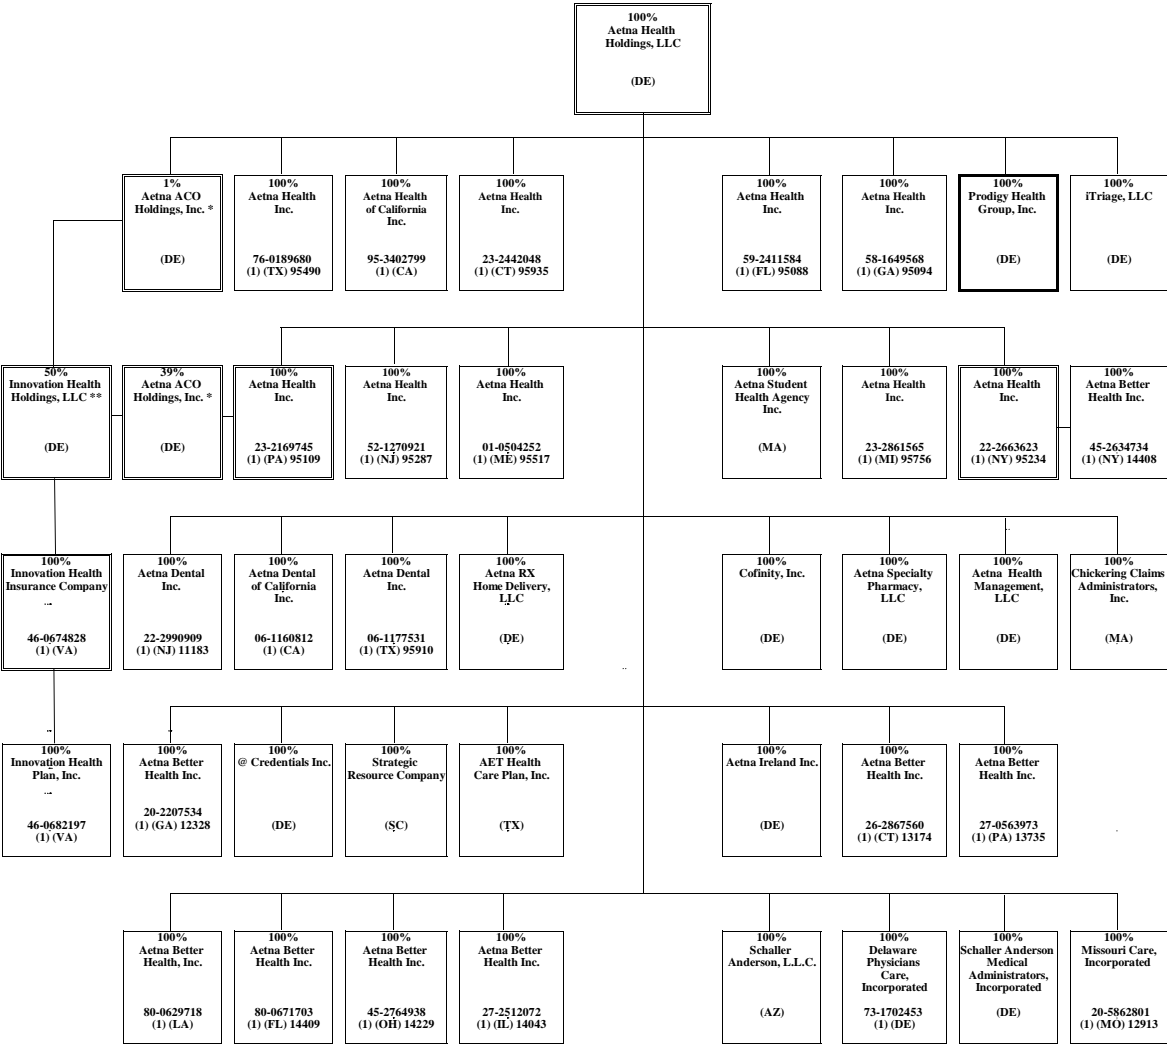 100%
Aetna Health
Holdings, LLC
(DE)
1%
Aetna ACO
Holdings, Inc. *
(DE)
100%
Aetna Health
Inc.
76-0189680
(1) (TX) 95490
100%
Aetna Health
of California
Inc.
95-3402799
(1) (CA)
100%
Aetna Health
Inc.
23-2442048
(1) (CT) 95935
100%
Aetna Health
Inc.
59-2411584
(1) (FL) 95088
100%
Aetna Health
Inc.
58-1649568
(1) (GA) 95094
100%
Prodigy Health
Group, Inc.
(DE)
100%
iTriage, LLC
(DE)
50%
Innovation Health
Holdings, LLC **
(DE)
39%
Aetna ACO
Holdings, Inc. *
(DE)
100%
Aetna Health
Inc.
23-2169745
(1) (PA) 95109
100%
Aetna Health
Inc.
52-1270921
(1) (NJ) 95287
100%
Aetna Health
Inc.
01-0504252
(1) (ME) 95517
100%
Aetna Student
Health Agency
Inc.
(MA)
100%
Aetna Health
Inc.
23-2861565
(1) (MI) 95756
100%
Aetna Health
Inc.
22-2663623
(1) (NY) 95234
100%
Aetna Better
Health Inc.
45-2634734
(1) (NY) 14408
100%
Innovation Health
Insurance Company
46-0674828
(1) (VA)
100%
Aetna Dental
Inc.
22-2990909
(1) (NJ) 11183
100%
Aetna Dental
of California
Inc.
06-1160812
(1) (CA)
100%
Aetna Dental
Inc.
06-1177531
(1) (TX) 95910
100%
Aetna RX
Home Delivery,
LLC
(DE)
100%
Cofinity, Inc.
(DE)
100%
Aetna Specialty
Pharmacy,
LLC
(DE)
100%
Aetna Health
Management,
LLC
(DE)
100%
Chickering Claims
Administrators,
Inc.
(MA)
100%
Innovation Health
Plan, Inc.
46-0682197
(1) (VA)
100%
Aetna Better
Health Inc.
20-2207534
(1) (GA) 12328
100%
@ Credentials Inc.
(DE)
100%
Strategic
Resource Company
(SC)
100%
AET Health
Care Plan, Inc.
(TX)
100%
Aetna Ireland Inc.
(DE)
100%
Aetna Better
Health Inc.
26-2867560
(1) (CT) 13174
100%
Aetna Better
Health Inc.
27-0563973
(1) (PA) 13735
100%
Aetna Better
Health, Inc.
80-0629718
(1) (LA)
100%
Aetna Better
Health Inc.
80-0671703
(1) (FL) 14409
100%
Aetna Better
Health Inc.
45-2764938
(1) (OH) 14229
100%
Aetna Better
Health Inc.
27-2512072
(1) (IL) 14043
100%
Schaller
Anderson, L.L.C.
(AZ)
100%
Delaware
Physicians
Care,
Incorporated
73-1702453
(1) (DE)
100%
Schaller Anderson
Medical
Administrators,
Incorporated
(DE)
100%
Missouri Care,
Incorporated
20-5862801
(1) (MO) 12913